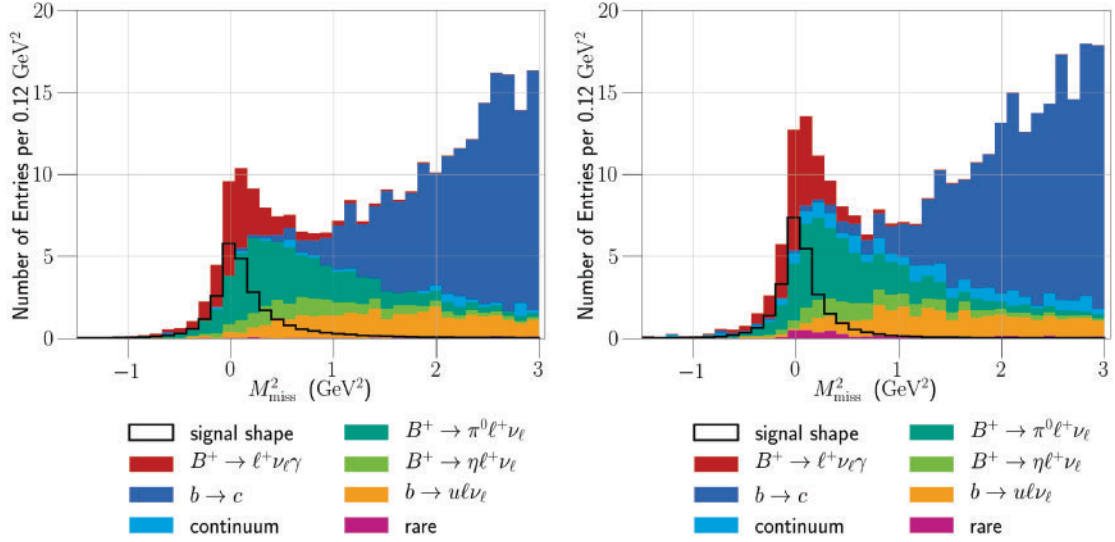 20
15
10
5
0
Number of Entries per 0.12 GeV²
−1
0
1
2
3
M²miss (GeV²)
signal shape
B⁺ → π⁰ℓ⁺νℓ
B⁺ → ℓ⁺νℓγ
B⁺ → ηℓ⁺νℓ
b → c
b → uℓνℓ
continuum
rare
20
15
10
5
0
Number of Entries per 0.12 GeV²
−1
0
1
2
3
M²miss (GeV²)
signal shape
B⁺ → π⁰ℓ⁺νℓ
B⁺ → ℓ⁺νℓγ
B⁺ → ηℓ⁺νℓ
b → c
b → uℓνℓ
continuum
rare